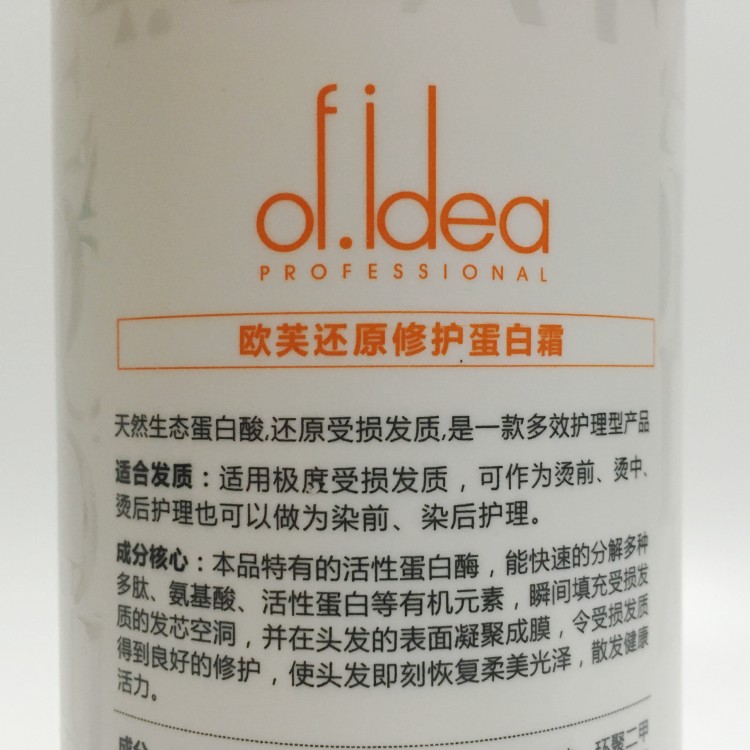 of.idea
PROFESSIONAL
欧芙还原修护蛋白霜
天然生态蛋白酸,还原受损发质,是一款多效护理型产品
适合发质：适用极度受损发质，可作为烫前、烫中、
烫后护理也可以做为染前、染后护理。
成分核心：本品特有的活性蛋白酶，能快速的分解多种
多肽、氨基酸、活性蛋白等有机元素，瞬间填充受损发
质的发芯空洞，并在头发的表面凝聚成膜，令受损发质
得到良好的修护，使头发即刻恢复柔美光泽，散发健康
活力。